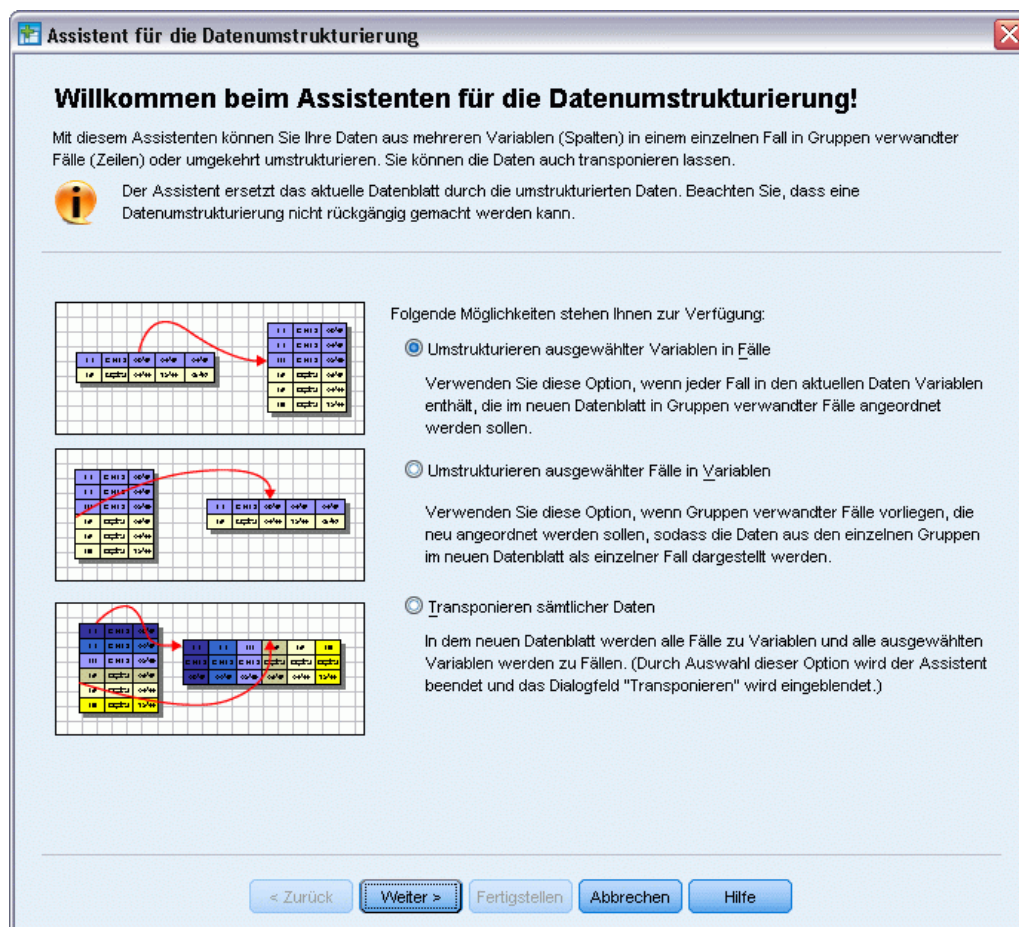 Assistent für die Datenumstrukturierung
Willkommen beim Assistenten für die Datenumstrukturierung!
Mit diesem Assistenten können Sie Ihre Daten aus mehreren Variablen (Spalten) in einem einzelnen Fall in Gruppen verwandter
Fälle (Zeilen) oder umgekehrt umstrukturieren. Sie können die Daten auch transponieren lassen.
Der Assistent ersetzt das aktuelle Datenblatt durch die umstrukturierten Daten. Beachten Sie, dass eine
Datenumstrukturierung nicht rückgängig gemacht werden kann.
Folgende Möglichkeiten stehen Ihnen zur Verfügung:
Umstrukturieren ausgewählter Variablen in Fälle
Verwenden Sie diese Option, wenn jeder Fall in den aktuellen Daten Variablen
enthält, die im neuen Datenblatt in Gruppen verwandter Fälle angeordnet
werden sollen.
Umstrukturieren ausgewählter Fälle in Variablen
Verwenden Sie diese Option, wenn Gruppen verwandter Fälle vorliegen, die
neu angeordnet werden sollen, sodass die Daten aus den einzelnen Gruppen
im neuen Datenblatt als einzelner Fall dargestellt werden.
Transponieren sämtlicher Daten
In dem neuen Datenblatt werden alle Fälle zu Variablen und alle ausgewählten
Variablen werden zu Fällen. (Durch Auswahl dieser Option wird der Assistent
beendet und das Dialogfeld "Transponieren" wird eingeblendet.)
< Zurück Weiter > Fertigstellen Abbrechen Hilfe